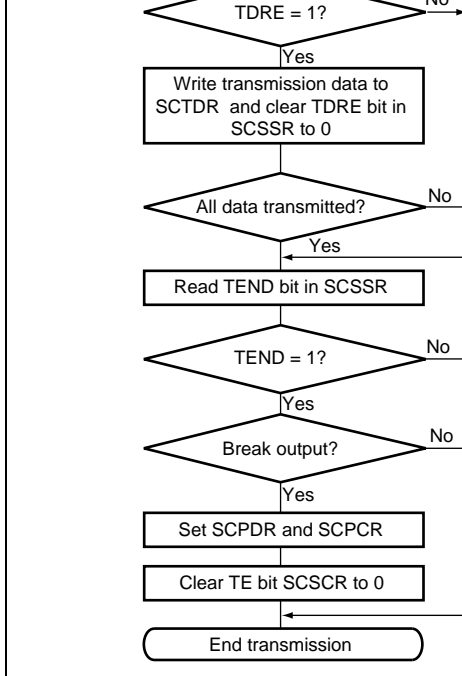 No
TDRE = 1?
Yes
Write transmission data to
SCTDR and clear TDRE bit in
SCSSR to 0
All data transmitted?
No
Yes
Read TEND bit in SCSSR
TEND = 1?
No
Yes
Break output?
No
Yes
Set SCPDR and SCPCR
Clear TE bit SCSCR to 0
End transmission